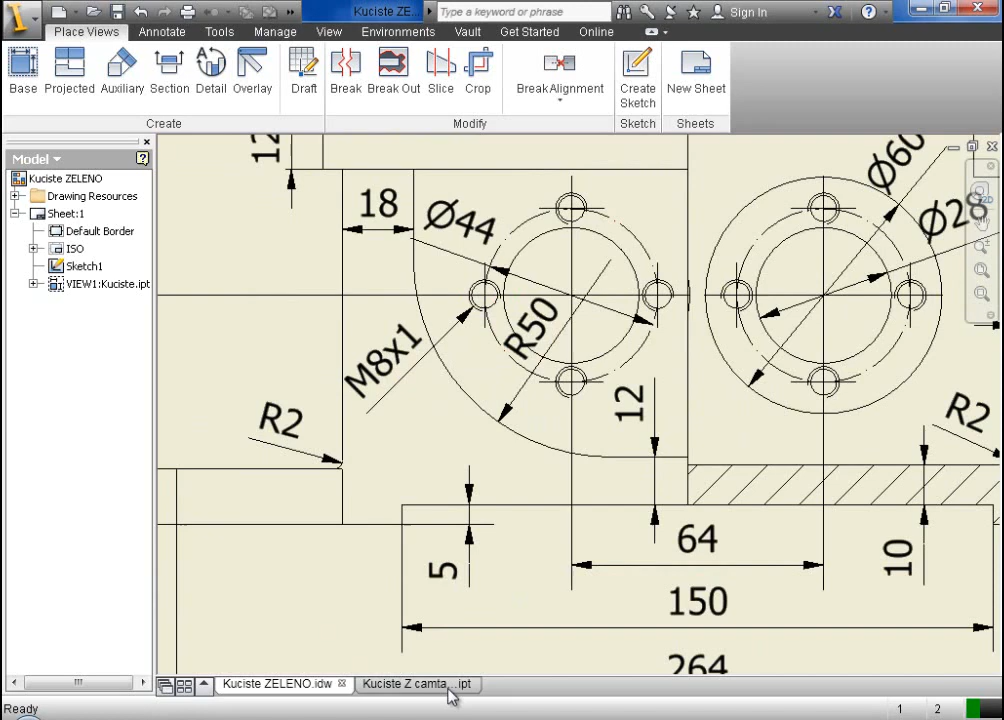 Kuciste ZE...
Type a keyword or phrase
Sign In
Place Views
Annotate
Tools
Manage
View
Environments
Vault
Get Started
Online
Base
Projected
Auxiliary
Section
Detail
Overlay
Draft
Break
Break Out
Slice
Crop
Break Alignment
Create Sketch
New Sheet
Create
Modify
Sketch
Sheets
Model
Kuciste ZELENO
Drawing Resources
Sheet:1
Default Border
ISO
Sketch1
VIEW1:Kuciste.ipt
12
18
Ø44
Ø60
Ø28
R50
M8x1
R2
12
R2
5
64
10
150
264
Kuciste ZELENO.idw
Kuciste Z camta...ipt
Ready
1
2